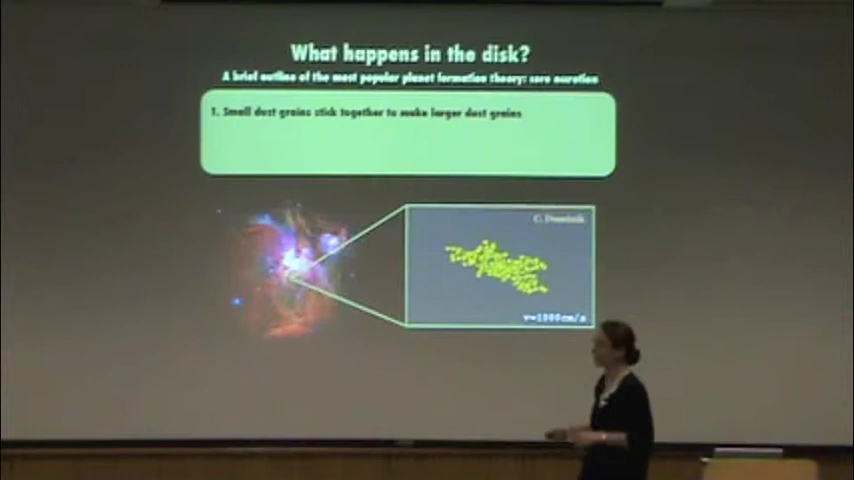 What happens in the disk?
A brief outline of the most popular planet formation theory: core accretion
1. Small dust grains stick together to make larger dust grains
C. Dominik
v=1000cm/s